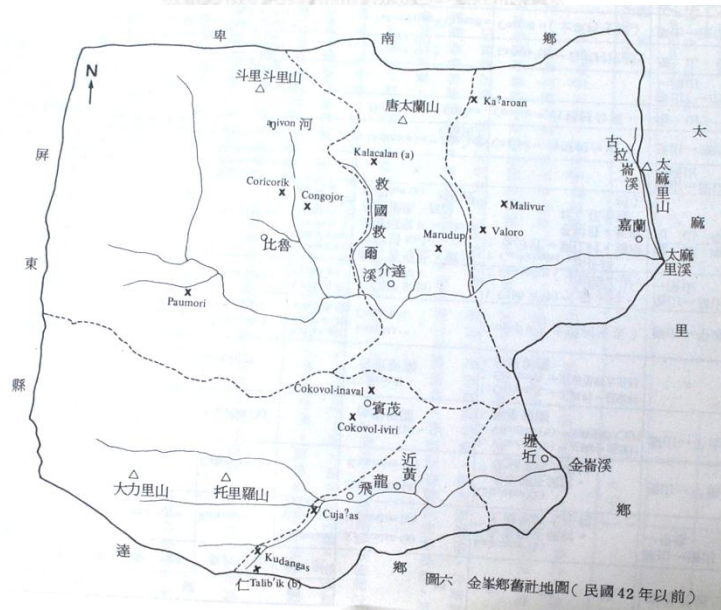 卑南鄉
N
斗里斗里山
唐太蘭山
Ka?aroan
河
Kalacalan (a)
古拉崙溪
太麻里山
太麻里鄉
屏東縣
Coricorik
Congojor
救國救爾溪
Malivur
Valoro
Marudup
嘉蘭
太麻里溪
比魯
介達
Paumori
Cokovol-inaval
賓茂
Cokovol-iviri
壢坵
金崙溪
近黃
飛龍
大力里山
托里羅山
Cuja?as
Kudangas
Talib'ik (b)
達仁鄉
圖六 金峯鄉舊社地圖(民國42年以前)